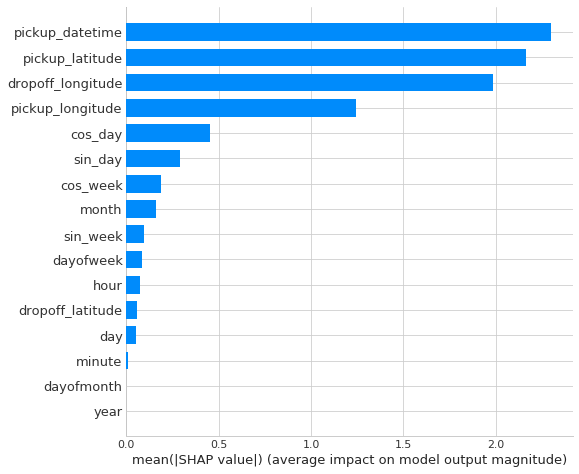 pickup_datetime
pickup_latitude
dropoff_longitude
pickup_longitude
cos_day
sin_day
cos_week
month
sin_week
dayofweek
hour
dropoff_latitude
day
minute
dayofmonth
year
0.0 0.5 1.0 1.5 2.0
mean(|SHAP value|) (average impact on model output magnitude)